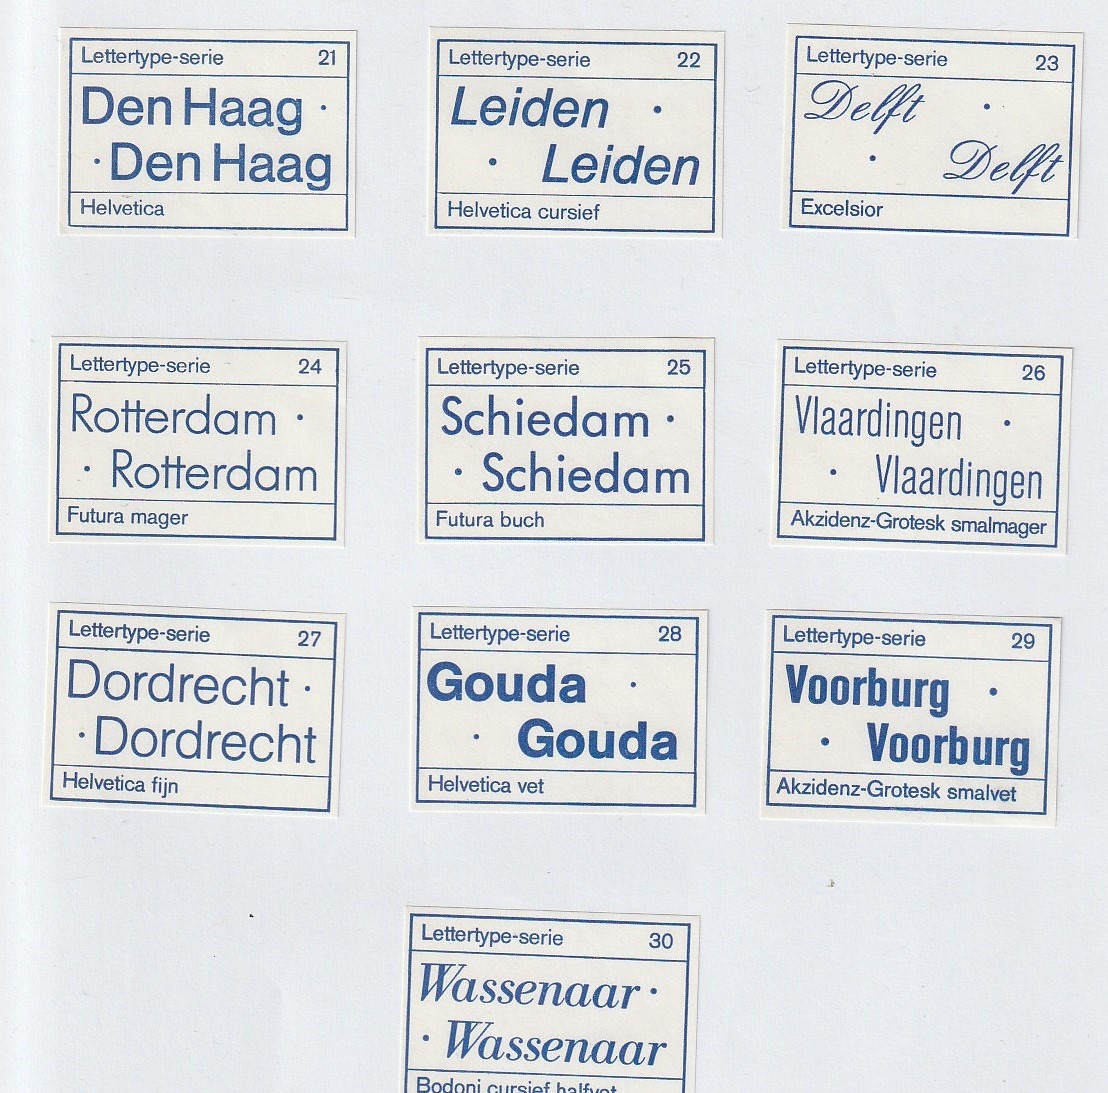 Lettertype-serie 21
Den Haag ·
· Den Haag
Helvetica
Lettertype-serie 22
Leiden ·
· Leiden
Helvetica cursief
Lettertype-serie 23
Delft ·
· Delft
Excelsior
Lettertype-serie 24
Rotterdam ·
· Rotterdam
Futura mager
Lettertype-serie 25
Schiedam ·
· Schiedam
Futura buch
Lettertype-serie 26
Vlaardingen ·
· Vlaardingen
Akzidenz-Grotesk smalmager
Lettertype-serie 27
Dordrecht ·
· Dordrecht
Helvetica fijn
Lettertype-serie 28
Gouda ·
· Gouda
Helvetica vet
Lettertype-serie 29
Voorburg ·
· Voorburg
Akzidenz-Grotesk smalvet
Lettertype-serie 30
Wassenaar ·
· Wassenaar
Bodoni cursief halfvet